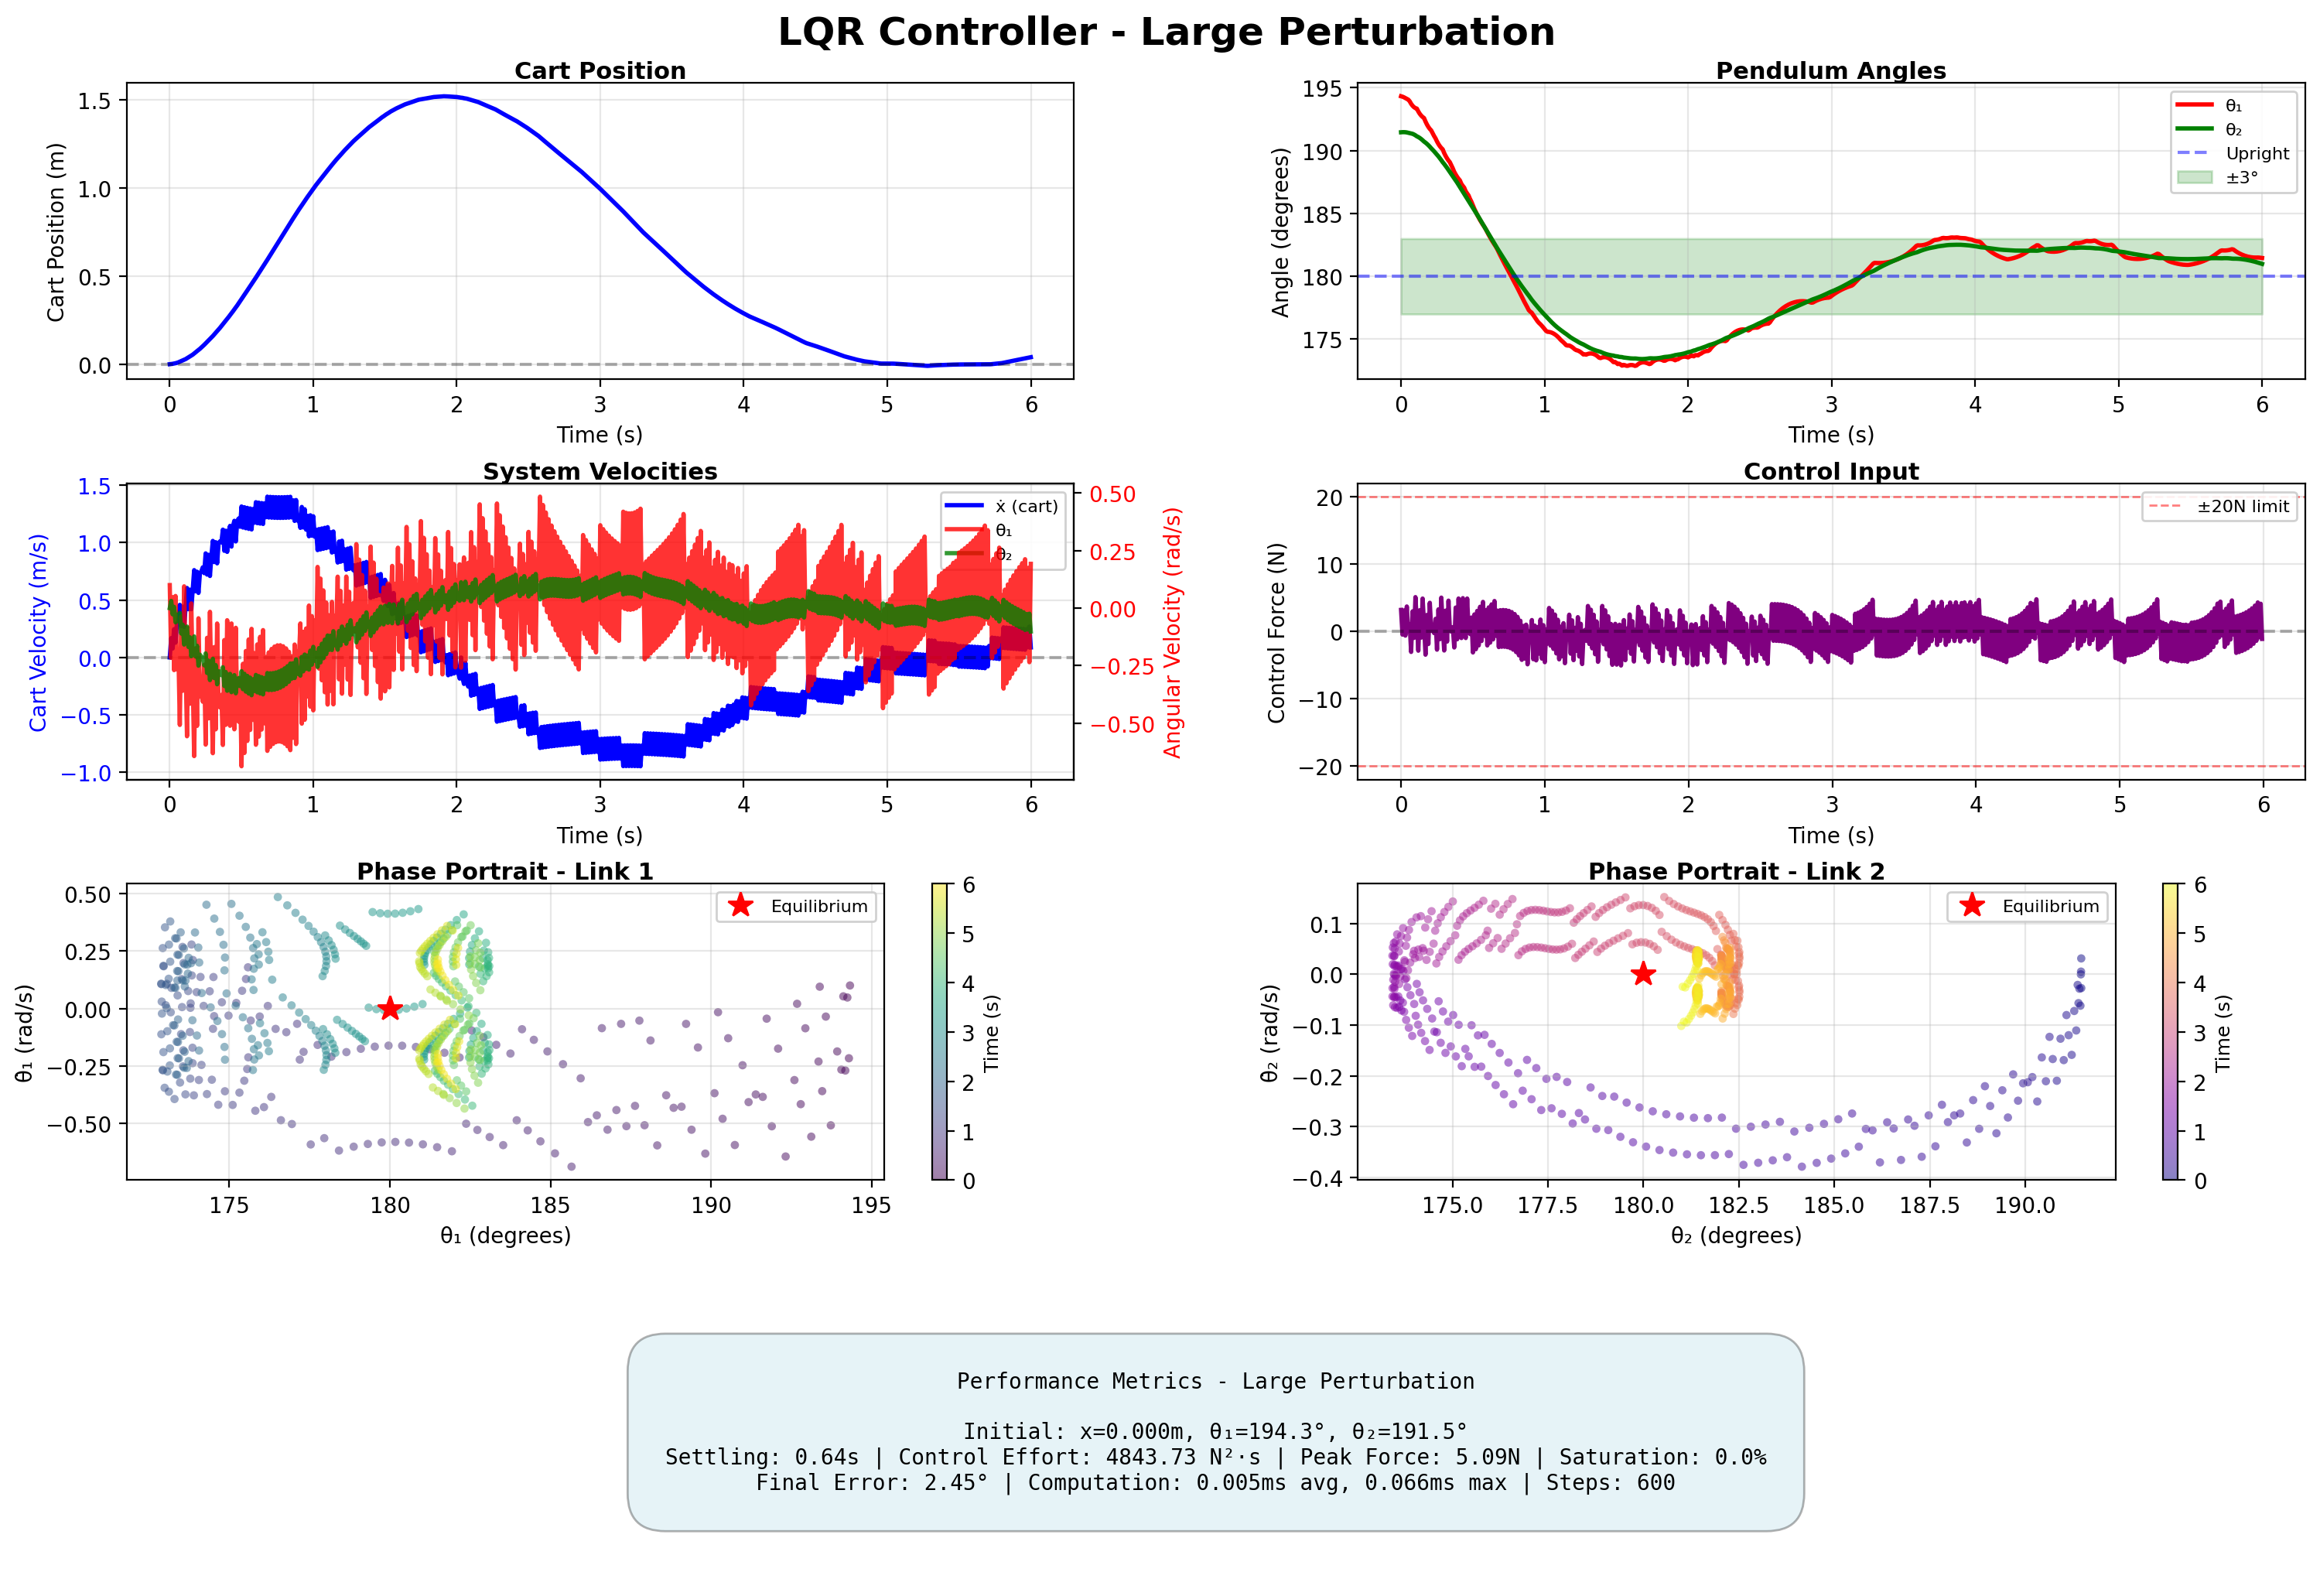 LQR Controller - Large Perturbation
Cart Position
Cart Position (m)
1.5
1.0
0.5
0.0
0 1 2 3 4 5 6
Time (s)
Pendulum Angles
Angle (degrees)
195
190
185
180
175
θ₁
θ₂
Upright
±3°
0 1 2 3 4 5 6
Time (s)
System Velocities
Cart Velocity (m/s)
1.5
1.0
0.5
0.0
−0.5
−1.0
ẋ (cart)
θ̇₁
θ̇₂
0.50
0.25
0.00
−0.25
−0.50
Angular Velocity (rad/s)
0 1 2 3 4 5 6
Time (s)
Control Input
Control Force (N)
20
10
0
−10
−20
±20N limit
0 1 2 3 4 5 6
Time (s)
Phase Portrait - Link 1
θ̇₁ (rad/s)
0.50
0.25
0.00
−0.25
−0.50
Equilibrium
175 180 185 190 195
θ₁ (degrees)
6
5
4
3
2
1
0
Time (s)
Phase Portrait - Link 2
θ̇₂ (rad/s)
0.1
0.0
−0.1
−0.2
−0.3
−0.4
Equilibrium
175.0 177.5 180.0 182.5 185.0 187.5 190.0
θ₂ (degrees)
6
5
4
3
2
1
0
Time (s)
Performance Metrics - Large Perturbation
Initial: x=0.000m, θ₁=194.3°, θ₂=191.5°
Settling: 0.64s | Control Effort: 4843.73 N²·s | Peak Force: 5.09N | Saturation: 0.0%
Final Error: 2.45° | Computation: 0.005ms avg, 0.066ms max | Steps: 600